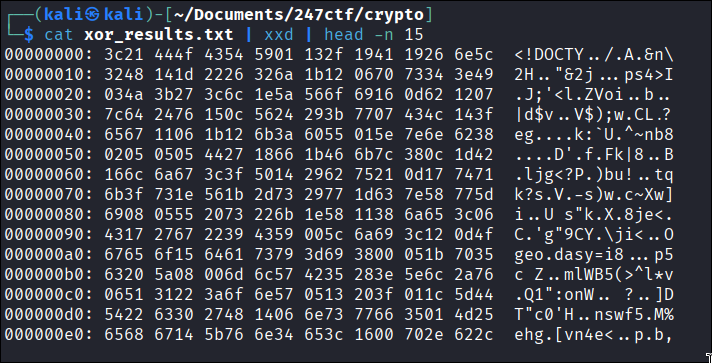 ┌──(kali㉿kali)-[~/Documents/247ctf/crypto]
└─$ cat xor_results.txt | xxd | head -n 15
00000000: 3c21 444f 4354 5901 132f 1941 1926 6e5c  <!DOCTY../.A.&n\
00000010: 3248 141d 2226 326a 1b12 0670 7334 3e49  2H.."&2j...ps4>I
00000020: 034a 3b27 3c6c 1e5a 566f 6916 0d62 1207  .J;'<l.ZVoi..b..
00000030: 7c64 2476 150c 5624 293b 7707 434c 143f  |d$v..V$);w.CL.?
00000040: 6567 1106 1b12 6b3a 6055 015e 7e6e 6238  eg....k:`U.^~nb8
00000050: 0205 0505 4427 1866 1b46 6b7c 380c 1d42  ....D'.f.Fk|8..B
00000060: 166c 6a67 3c3f 5014 2962 7521 0d17 7471  .ljg<?P.)bu!..tq
00000070: 6b3f 731e 561b 2d73 2977 1d63 7e58 775d  k?s.V.-s)w.c~Xw]
00000080: 6908 0555 2073 226b 1e58 1138 6a65 3c06  i..U s"k.X.8je<.
00000090: 4317 2767 2239 4359 005c 6a69 3c12 0d4f  C.'g"9CY.\ji<..O
000000a0: 6765 6f15 6461 7379 3d69 3800 051b 7035  geo.dasy=i8...p5
000000b0: 6320 5a08 006d 6c57 4235 283e 5e6c 2a76  c Z..mlWB5(>^l*v
000000c0: 0651 3122 3a6f 6e57 0513 203f 011c 5d44  .Q1":onW.. ?..]D
000000d0: 5422 6330 2748 1406 6e73 7766 3501 4d25  T"c0'H..nswf5.M%
000000e0: 6568 6714 5b76 6e34 653c 1600 702e 622c  ehg.[vn4e<..p.b,